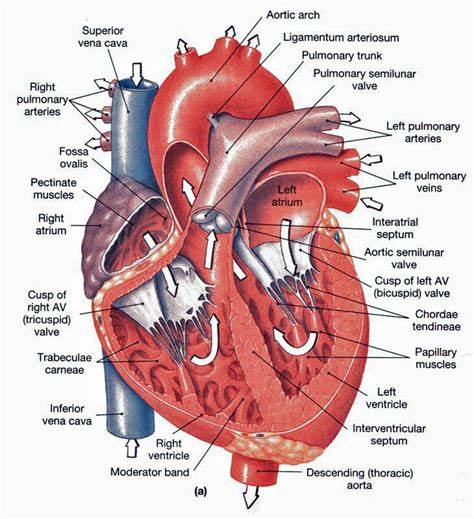 Aortic arch
Superior
vena cava
Ligamentum arteriosum
Pulmonary trunk
Pulmonary semilunar
valve
Right
pulmonary
arteries
Fossa
ovalis
Pectinate
muscles
Right
atrium
Left pulmonary
arteries
Left pulmonary
veins
Left
atrium
Interatrial
septum
Aortic semilunar
valve
Cusp of left AV
(bicuspid) valve
Cusp of
right AV
(tricuspid)
valve
Chordae
tendineae
Trabeculae
carneae
Papillary
muscles
Left
ventricle
Inferior
vena cava
Interventricular
septum
Right
ventricle
Moderator band
Descending (thoracic)
aorta
(a)